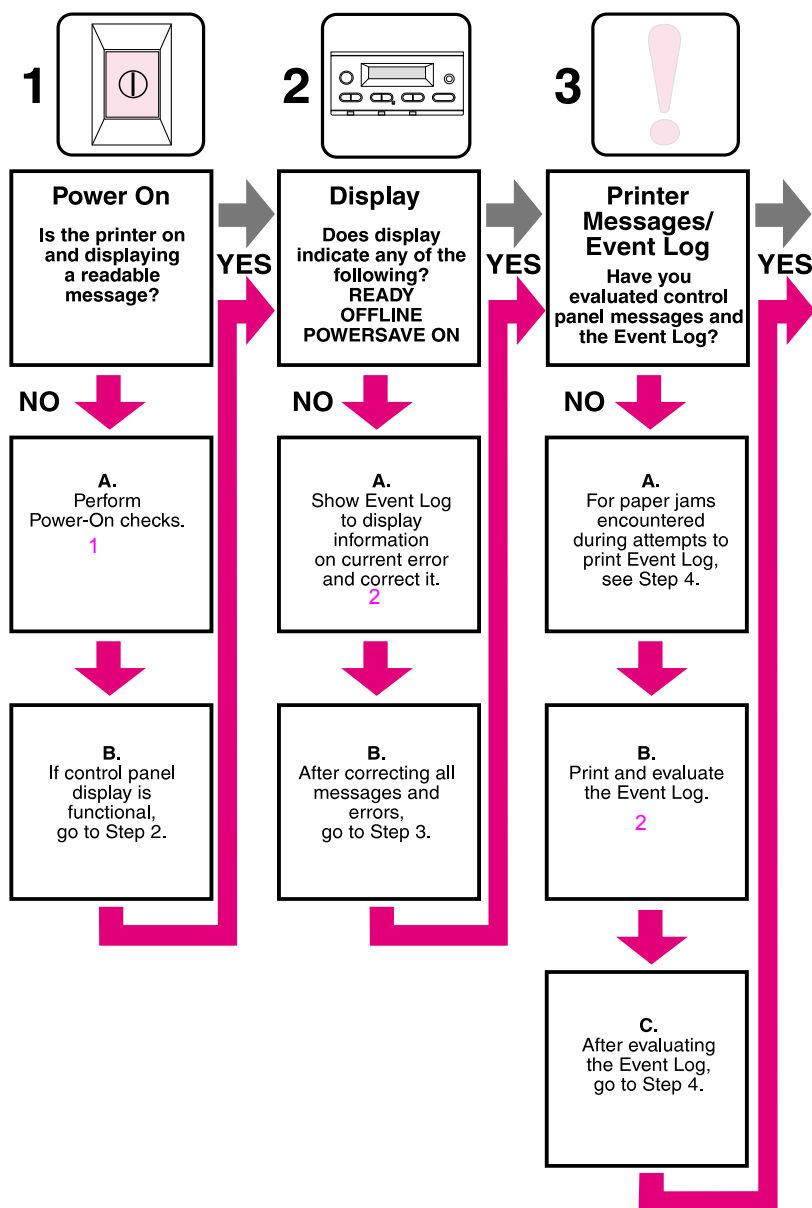 1
Power On
Is the printer on
and displaying
a readable
message?
YES
NO
A.
Perform
Power-On checks.
1
B.
If control panel
display is
functional,
go to Step 2.
2
Display
Does display
indicate any of the
following?
READY
OFFLINE
POWERSAVE ON
YES
NO
A.
Show Event Log
to display
information
on current error
and correct it.
2
B.
After correcting all
messages and
errors,
go to Step 3.
3
Printer
Messages/
Event Log
Have you
evaluated control
panel messages and
the Event Log?
YES
NO
A.
For paper jams
encountered
during attempts to
print Event Log,
see Step 4.
B.
Print and evaluate
the Event Log.
2
C.
After evaluating
the Event Log,
go to Step 4.